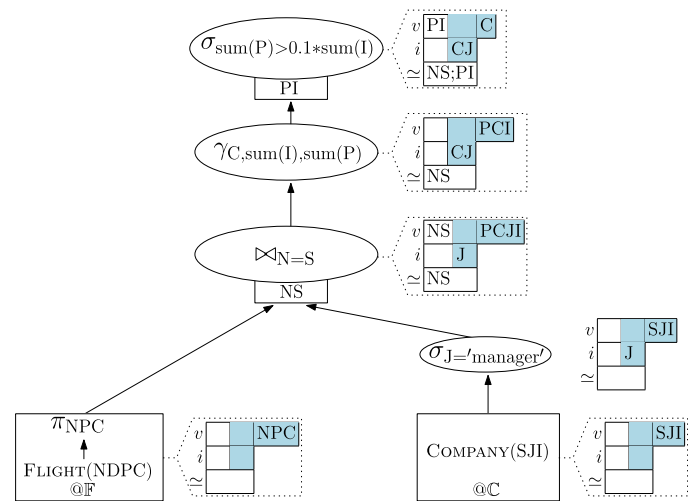 σsum(P)>0.1*sum(I)
PI
v PI C
i CJ
≃ NS;PI
γC,sum(I),sum(P)
v PCI
i CJ
≃ NS
⋈N=S
NS
v NS PCJI
i J
≃ NS
σJ='manager'
v SJI
i J
≃
πNPC
FLIGHT(NDPC)
@𝔽
v NPC
i
≃
COMPANY(SJI)
@ℂ
v SJI
i
≃